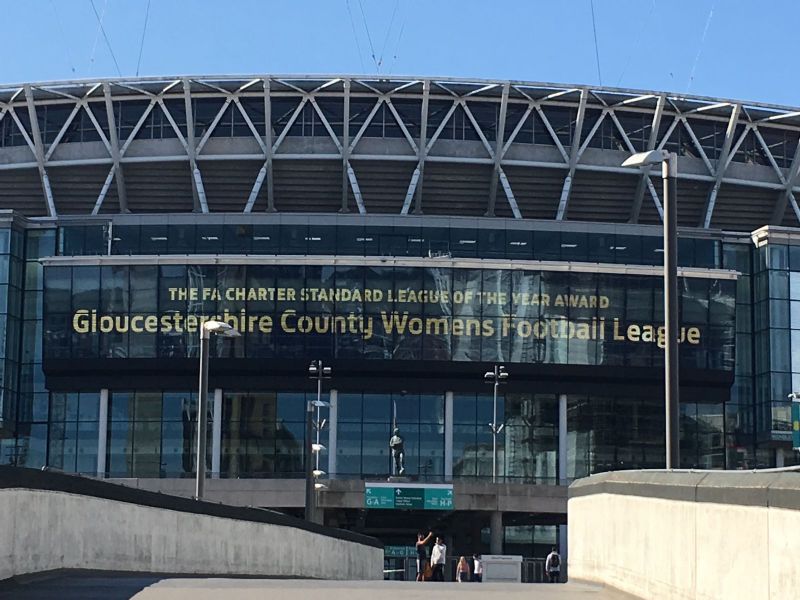 THE FA CHARTER STANDARD LEAGUE OF THE YEAR AWARD
Gloucestershire County Womens Football League
G-A H-P